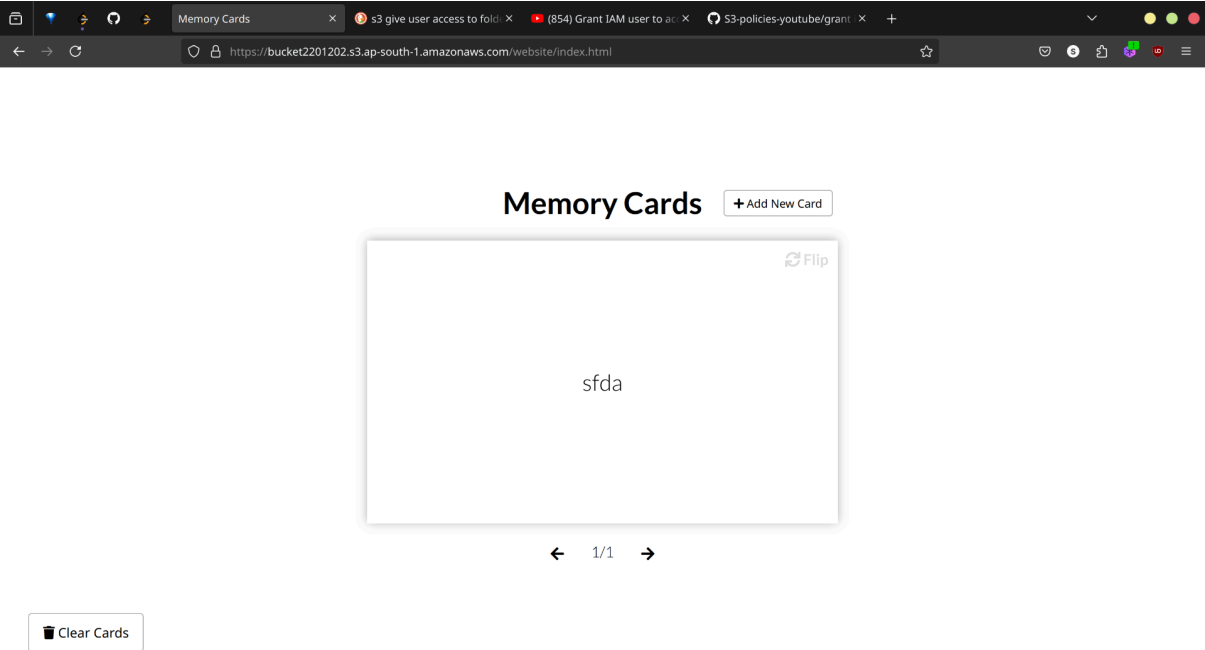 Memory Cards
s3 give user access to fold
(854) Grant IAM user to ac
S3-policies-youtube/grant
https://bucket2201202.s3.ap-south-1.amazonaws.com/website/index.html
S
1
Memory Cards
Add New Card
Flip
sfda
1/1
Clear Cards